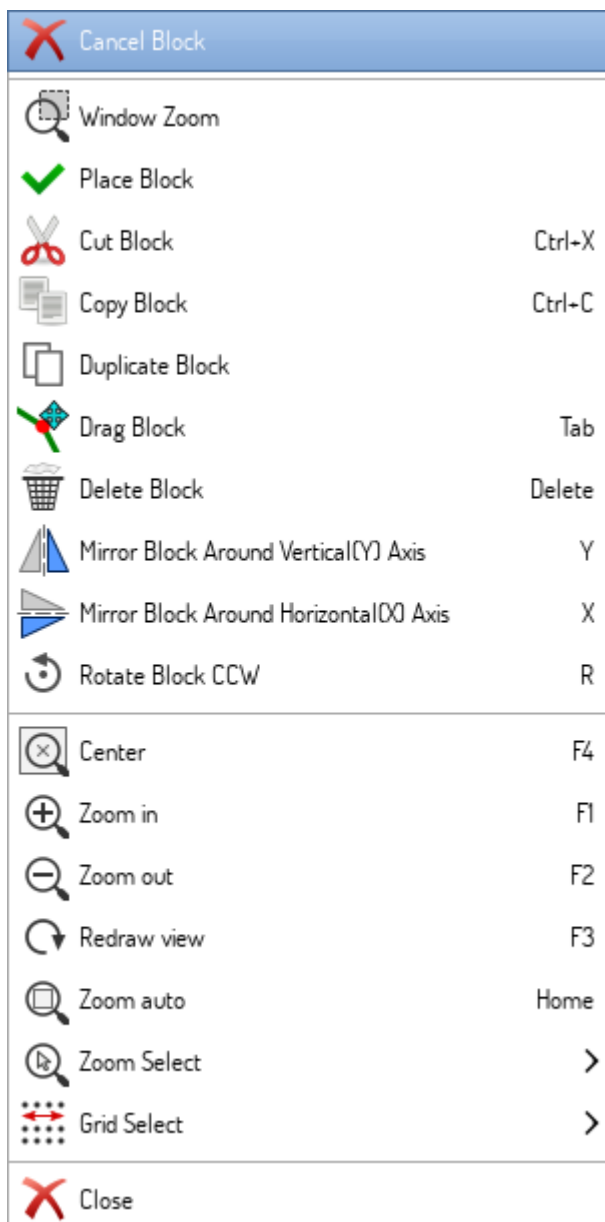 Cancel Block
Window Zoom
Place Block
Cut Block Ctrl+X
Copy Block Ctrl+C
Duplicate Block
Drag Block Tab
Delete Block Delete
Mirror Block Around Vertical(Y) Axis Y
Mirror Block Around Horizontal(X) Axis X
Rotate Block CCW R
Center F4
Zoom in F1
Zoom out F2
Redraw view F3
Zoom auto Home
Zoom Select
Grid Select
Close